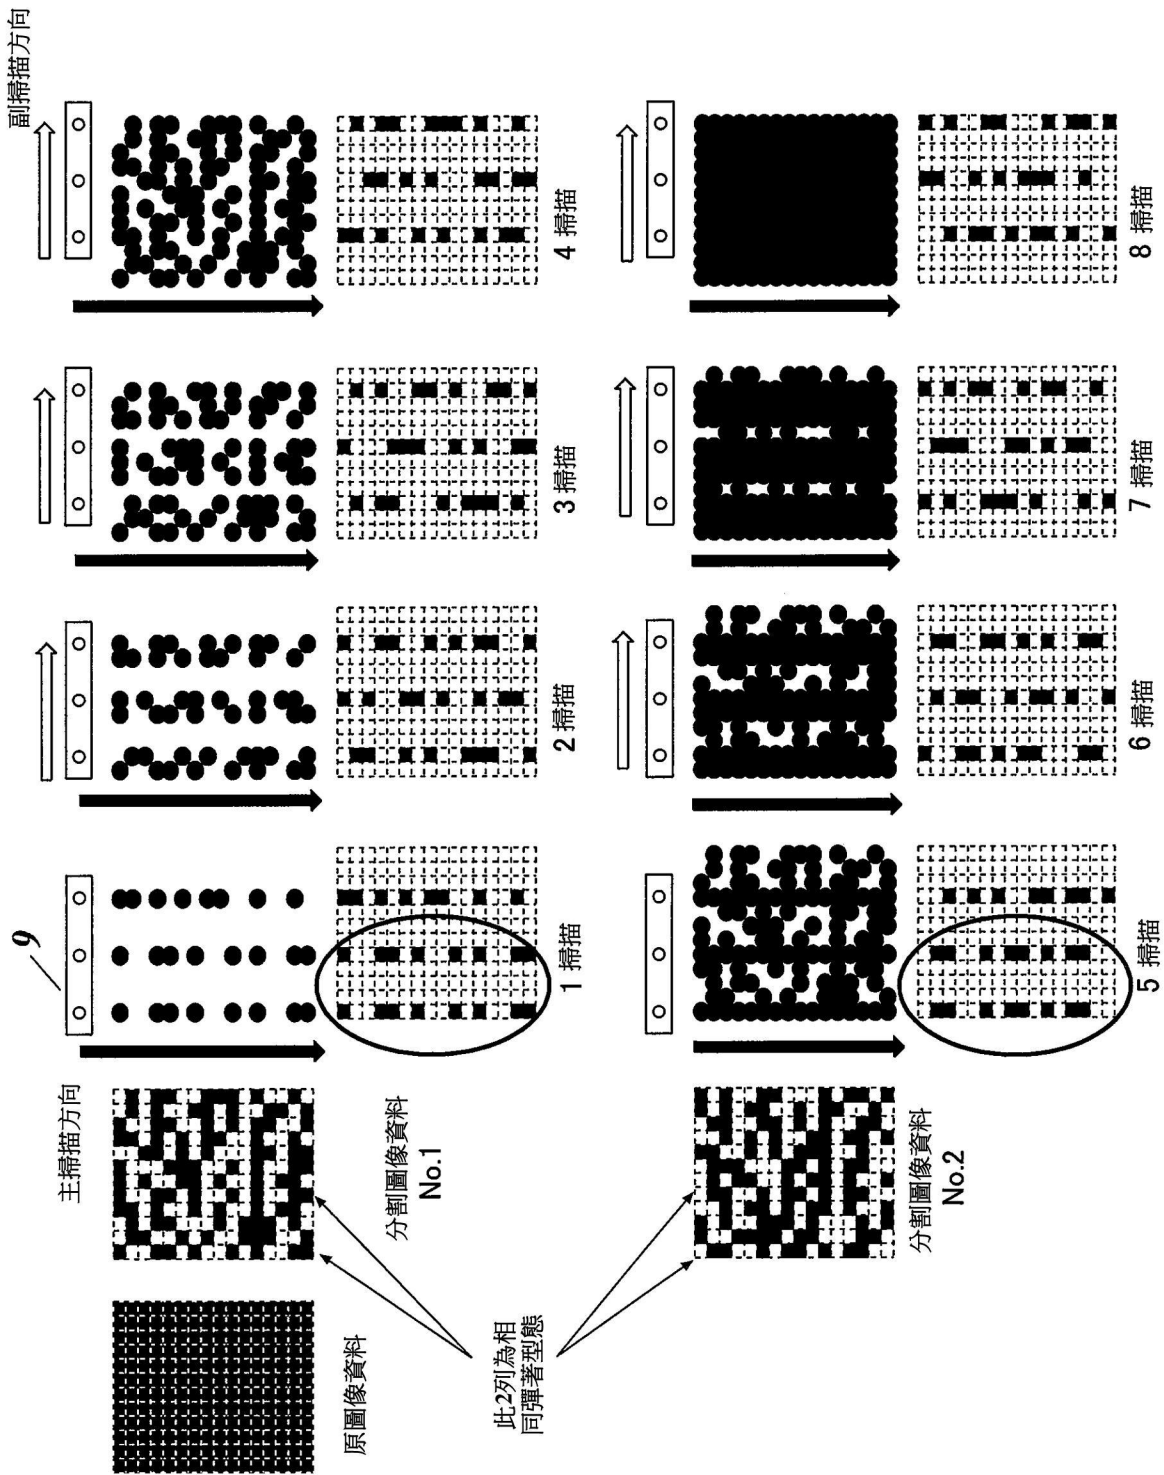 原圖像資料
主掃描方向
分割圖像資料
No.1
9
1 掃描
2 掃描
3 掃描
副掃描方向
4 掃描
此2列為相
同彈著型態
分割圖像資料
No.2
5 掃描
6 掃描
7 掃描
8 掃描